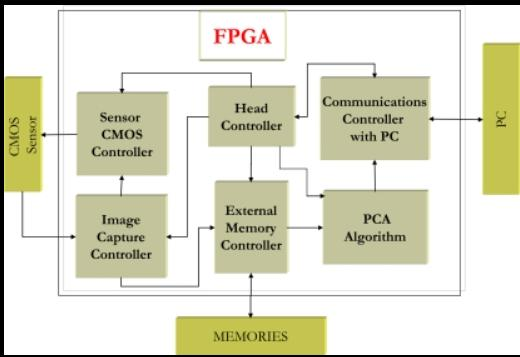 FPGA
CMOS
Sensor
Sensor
CMOS
Controller
Head
Controller
Communications
Controller
with PC
PC
Image
Capture
Controller
External
Memory
Controller
PCA
Algorithm
MEMORIES